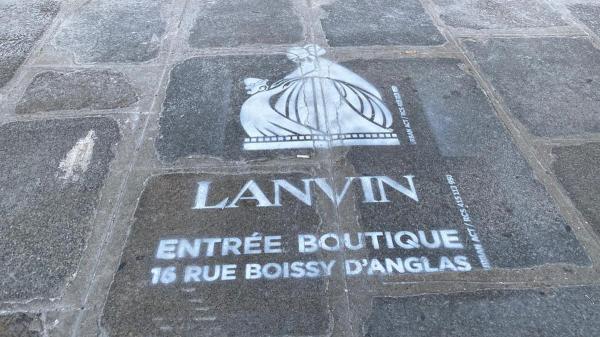 LANVIN
ENTRÉE BOUTIQUE
16 RUE BOISSY D'ANGLAS